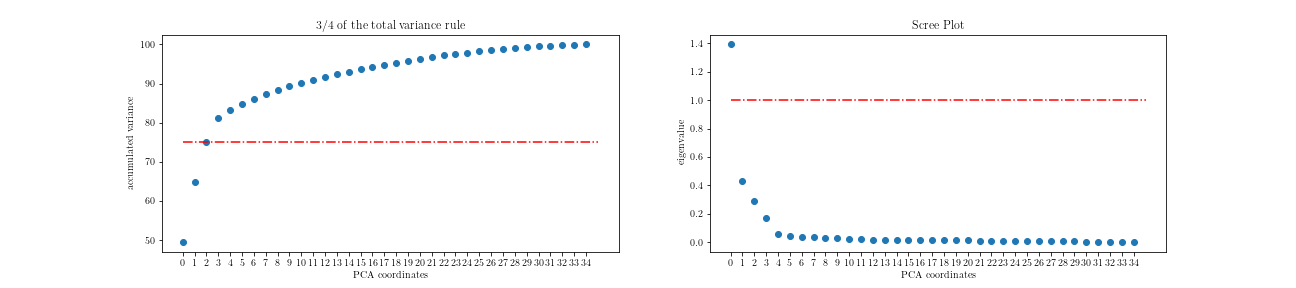 3/4 of the total variance rule
accumulated variance
100
90
80
70
60
50
0 1 2 3 4 5 6 7 8 9 10 11 12 13 14 15 16 17 18 19 20 21 22 23 24 25 26 27 28 29 30 31 32 33 34
PCA coordinates
Scree Plot
eigenvalue
1.4
1.2
1.0
0.8
0.6
0.4
0.2
0.0
0 1 2 3 4 5 6 7 8 9 10 11 12 13 14 15 16 17 18 19 20 21 22 23 24 25 26 27 28 29 30 31 32 33 34
PCA coordinates